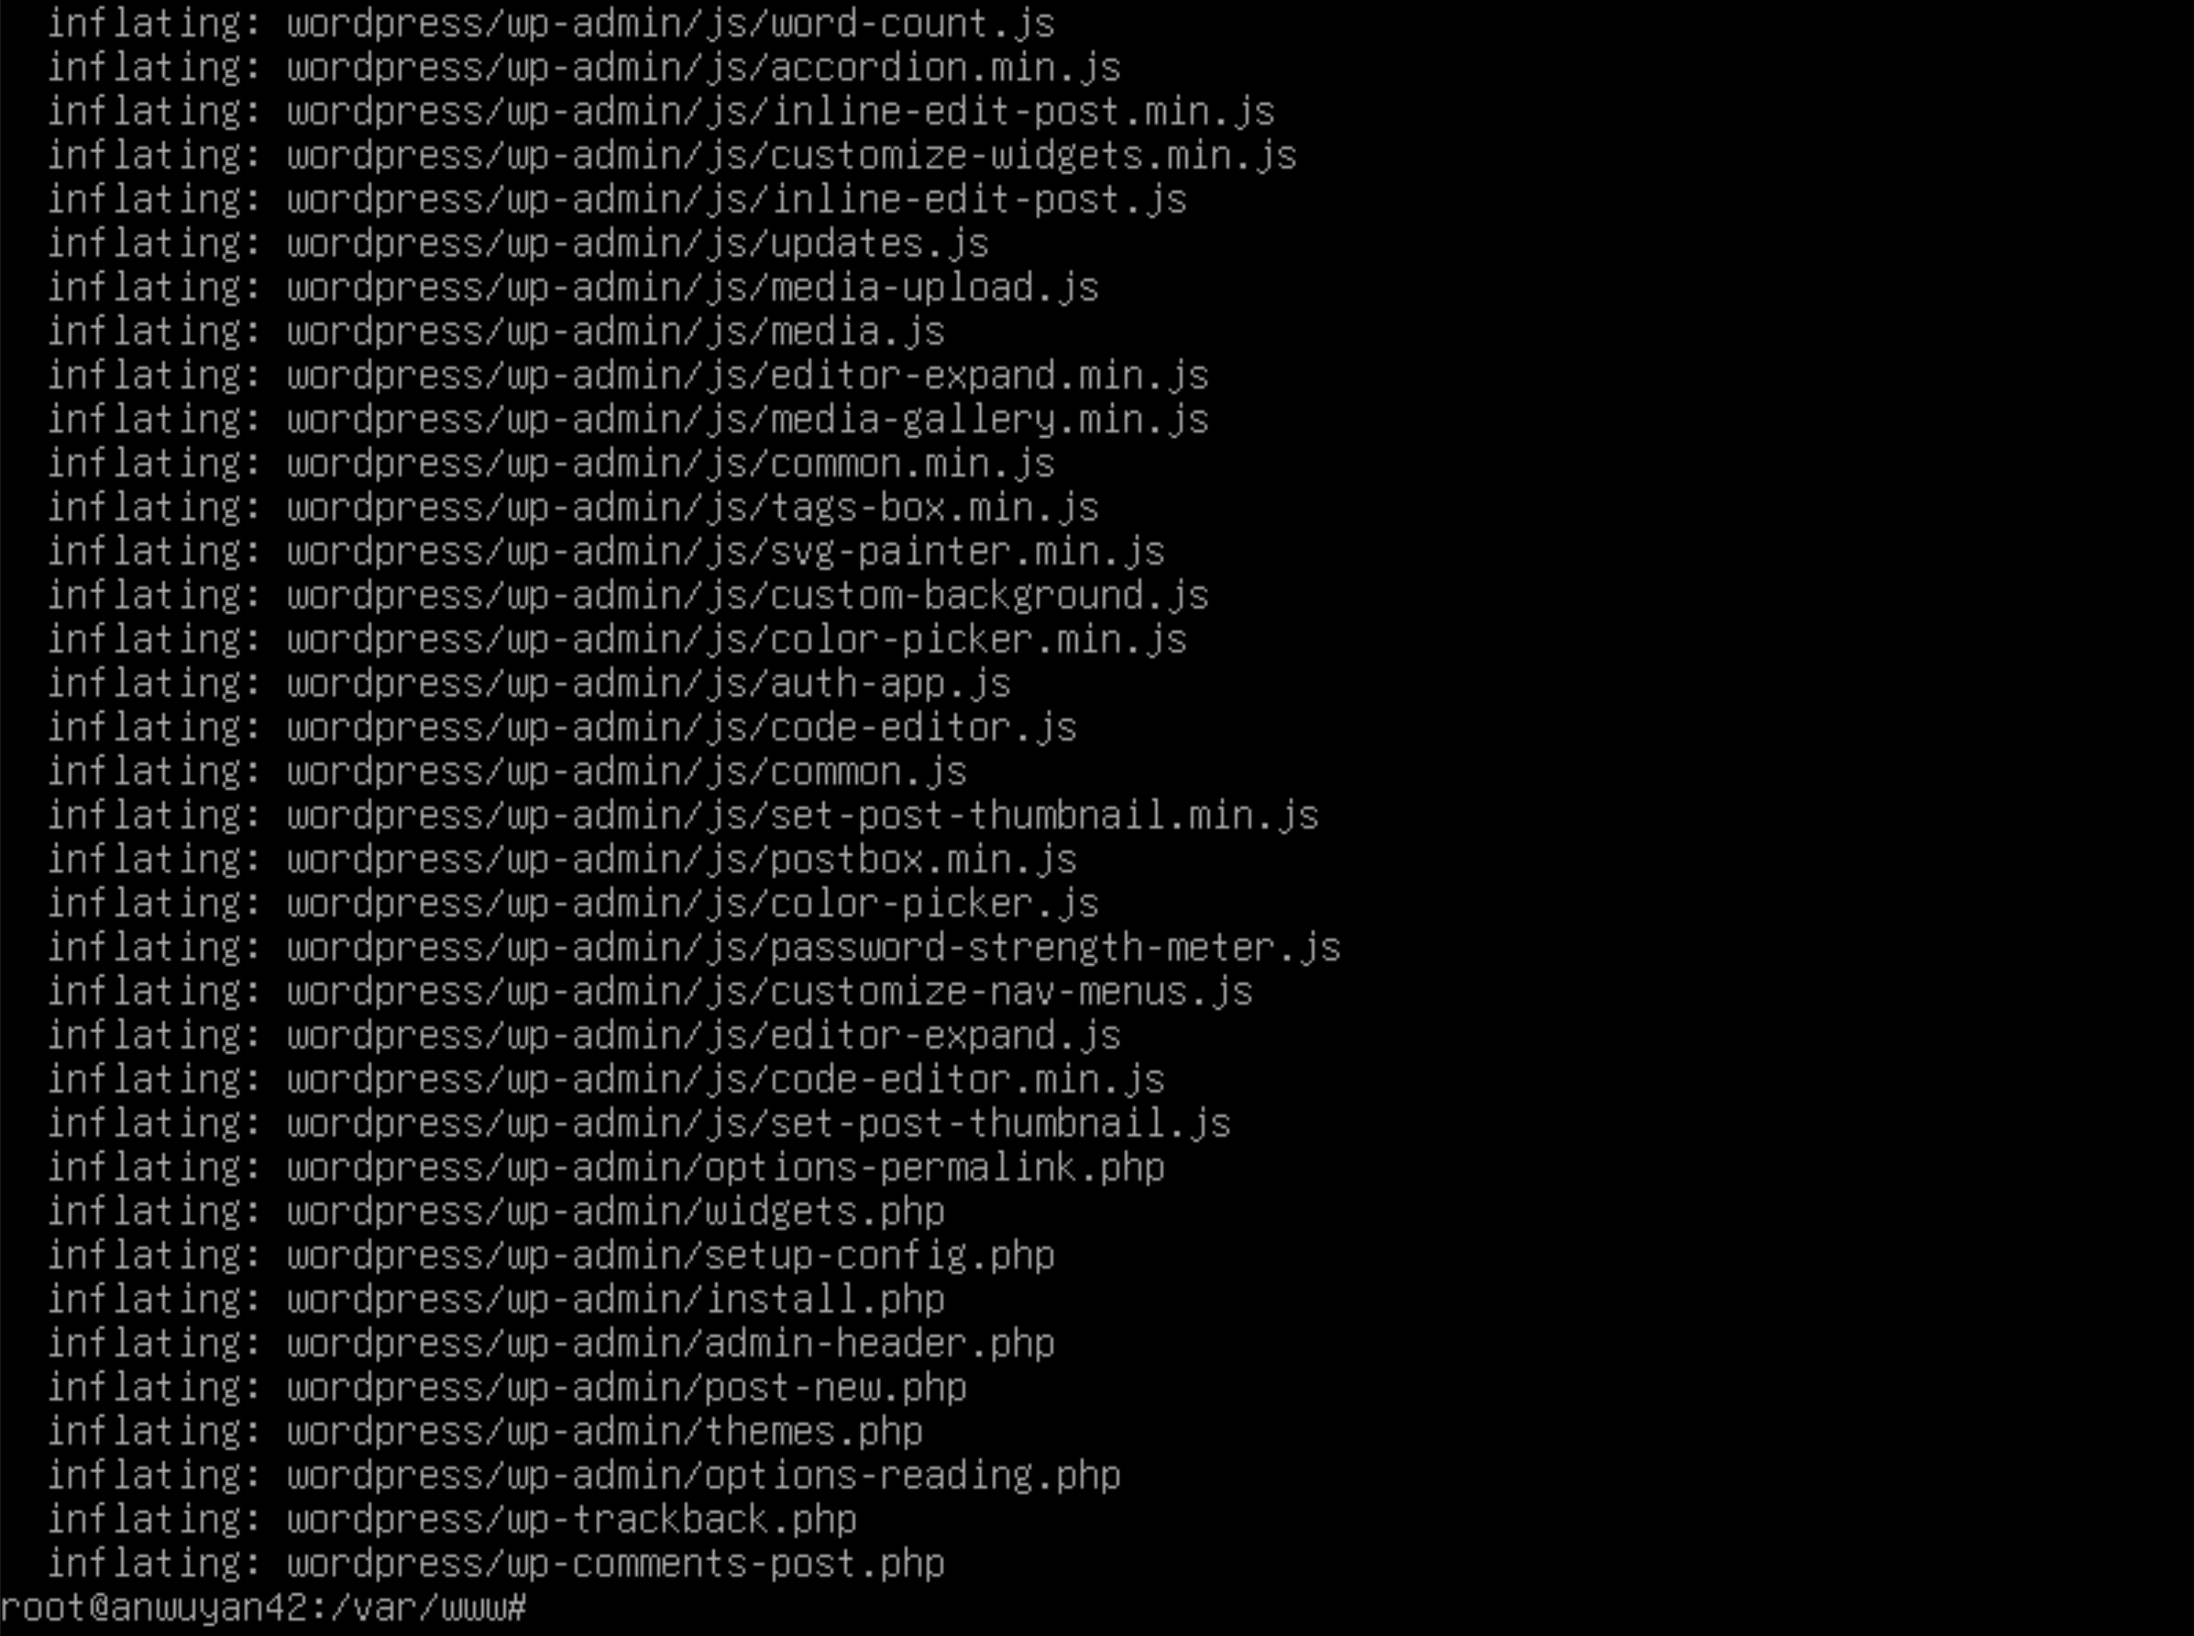 inflating: wordpress/wp-admin/js/word-count.js
inflating: wordpress/wp-admin/js/accordion.min.js
inflating: wordpress/wp-admin/js/inline-edit-post.min.js
inflating: wordpress/wp-admin/js/customize-widgets.min.js
inflating: wordpress/wp-admin/js/inline-edit-post.js
inflating: wordpress/wp-admin/js/updates.js
inflating: wordpress/wp-admin/js/media-upload.js
inflating: wordpress/wp-admin/js/media.js
inflating: wordpress/wp-admin/js/editor-expand.min.js
inflating: wordpress/wp-admin/js/media-gallery.min.js
inflating: wordpress/wp-admin/js/common.min.js
inflating: wordpress/wp-admin/js/tags-box.min.js
inflating: wordpress/wp-admin/js/svg-painter.min.js
inflating: wordpress/wp-admin/js/custom-background.js
inflating: wordpress/wp-admin/js/color-picker.min.js
inflating: wordpress/wp-admin/js/auth-app.js
inflating: wordpress/wp-admin/js/code-editor.js
inflating: wordpress/wp-admin/js/common.js
inflating: wordpress/wp-admin/js/set-post-thumbnail.min.js
inflating: wordpress/wp-admin/js/postbox.min.js
inflating: wordpress/wp-admin/js/color-picker.js
inflating: wordpress/wp-admin/js/password-strength-meter.js
inflating: wordpress/wp-admin/js/customize-nav-menus.js
inflating: wordpress/wp-admin/js/editor-expand.js
inflating: wordpress/wp-admin/js/code-editor.min.js
inflating: wordpress/wp-admin/js/set-post-thumbnail.js
inflating: wordpress/wp-admin/options-permalink.php
inflating: wordpress/wp-admin/widgets.php
inflating: wordpress/wp-admin/setup-config.php
inflating: wordpress/wp-admin/install.php
inflating: wordpress/wp-admin/admin-header.php
inflating: wordpress/wp-admin/post-new.php
inflating: wordpress/wp-admin/themes.php
inflating: wordpress/wp-admin/options-reading.php
inflating: wordpress/wp-trackback.php
inflating: wordpress/wp-comments-post.php
root@anwuyan42:/var/www#